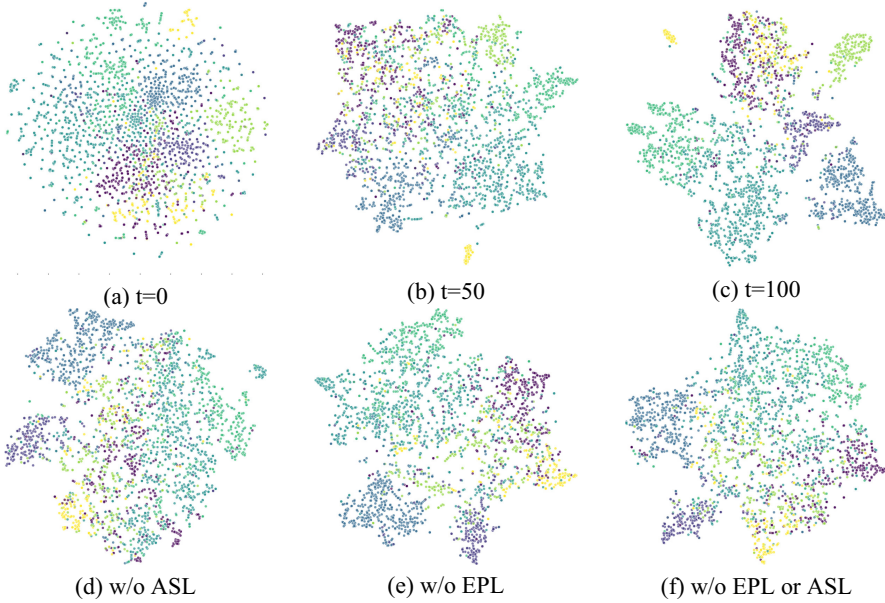 (a) t=0
(b) t=50
(c) t=100
(d) w/o ASL
(e) w/o EPL
(f) w/o EPL or ASL